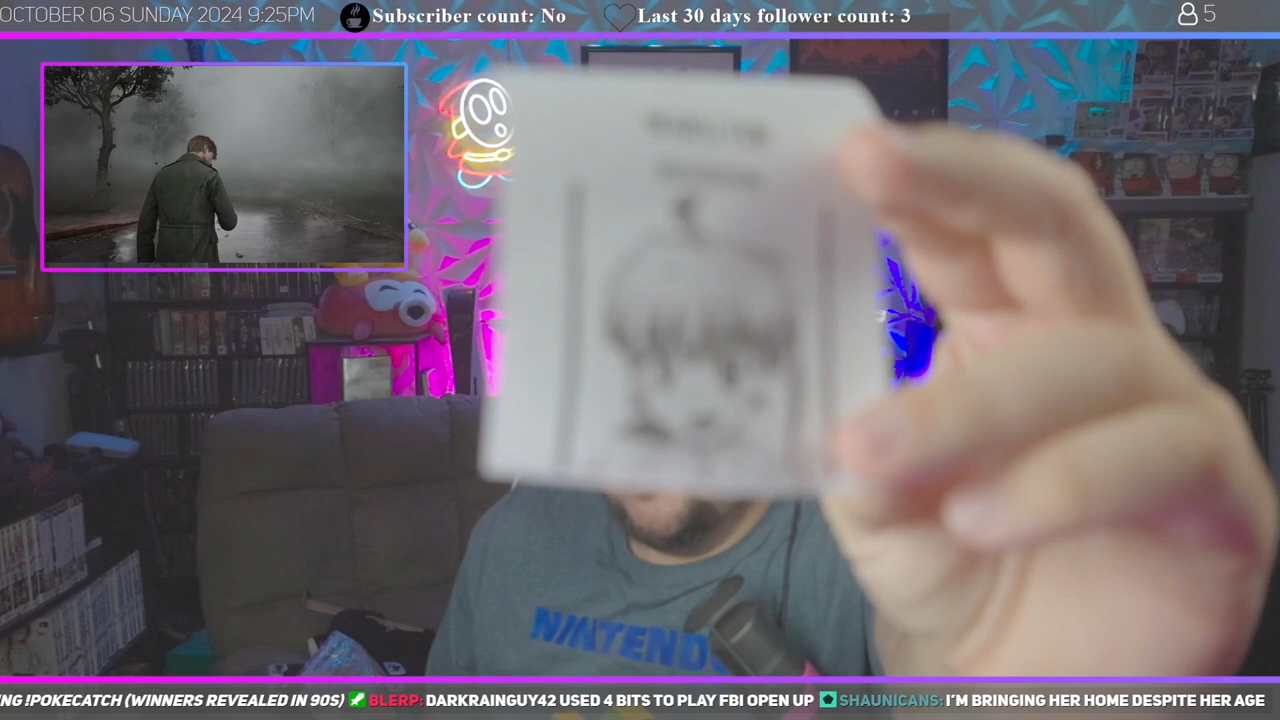 OCTOBER 06 SUNDAY 2024 9:25PM
Subscriber count: No
Last 30 days follower count: 3
5
NINTEND
NG !POKECATCH (WINNERS REVEALED IN 90S) BLERP: DARKRAINGUY42 USED 4 BITS TO PLAY FBI OPEN UP SHAUNICANS: I'M BRINGING HER HOME DESPITE HER AGE